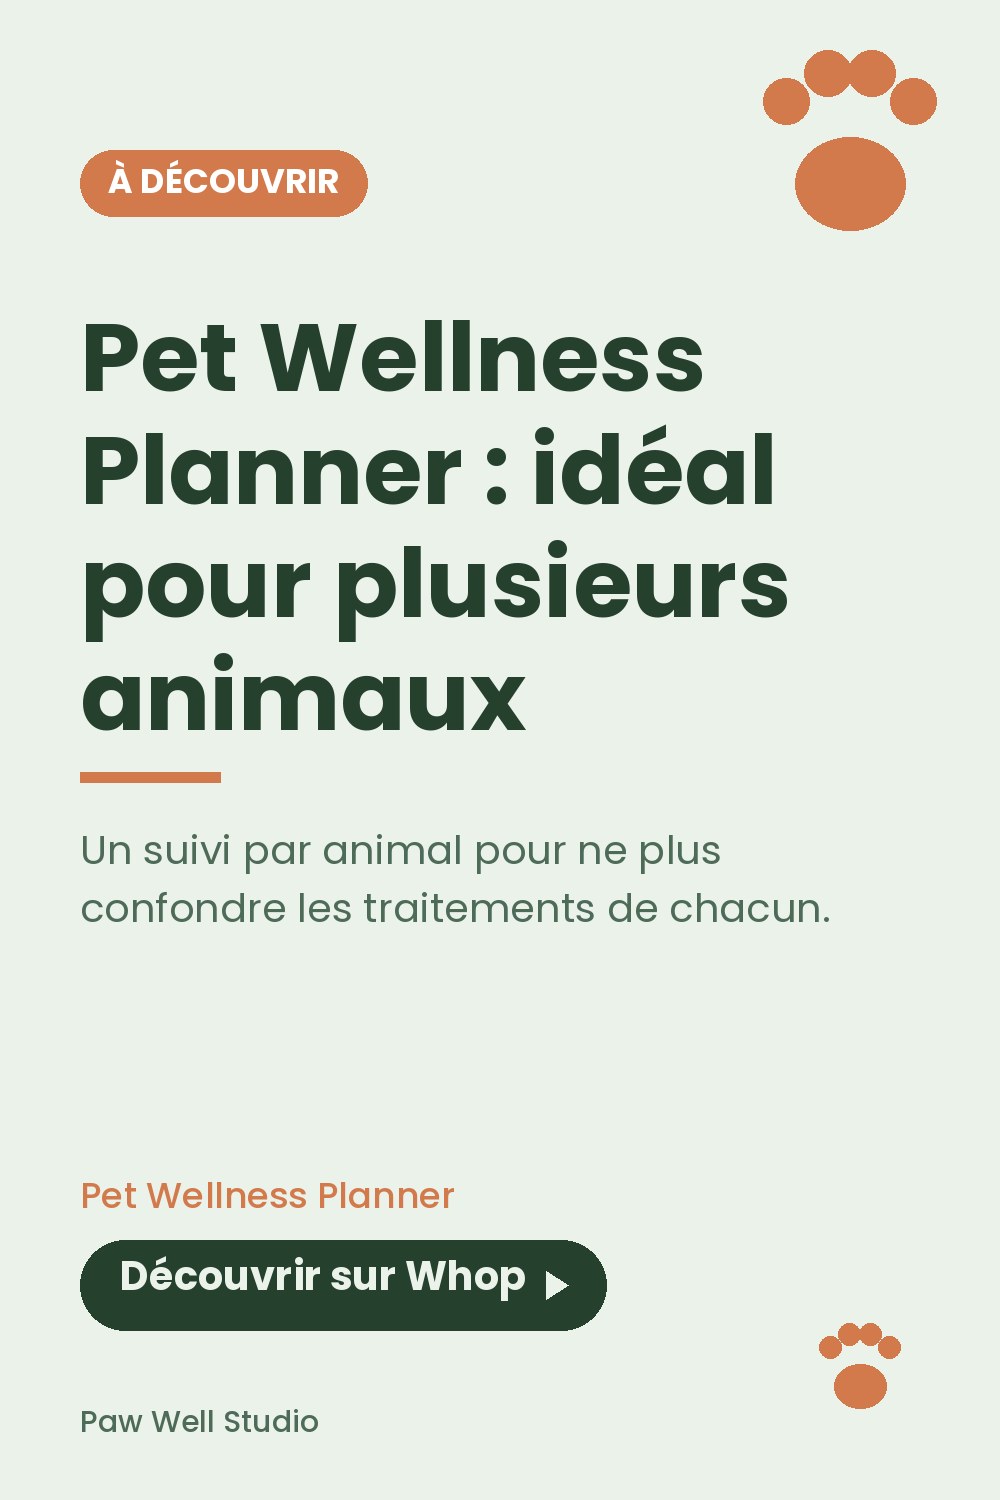 À DÉCOUVRIR
Pet Wellness
Planner : idéal
pour plusieurs
animaux
Un suivi par animal pour ne plus
confondre les traitements de chacun.
Pet Wellness Planner
Découvrir sur Whop
Paw Well Studio